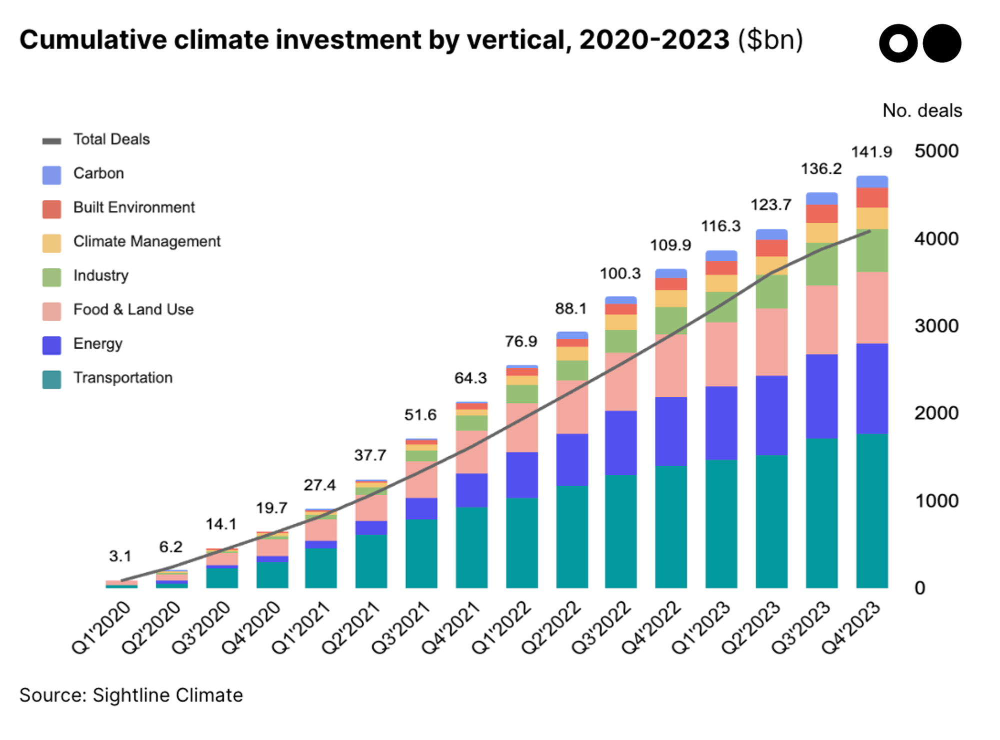 Cumulative climate investment by vertical, 2020-2023 ($bn)
No. deals
Total Deals
Carbon
Built Environment
Climate Management
Industry
Food & Land Use
Energy
Transportation
3.1
6.2
14.1
19.7
27.4
37.7
51.6
64.3
76.9
88.1
100.3
109.9
116.3
123.7
136.2
141.9
5000
4000
3000
2000
1000
0
Q1'2020
Q2'2020
Q3'2020
Q4'2020
Q1'2021
Q2'2021
Q3'2021
Q4'2021
Q1'2022
Q2'2022
Q3'2022
Q4'2022
Q1'2023
Q2'2023
Q3'2023
Q4'2023
Source: Sightline Climate